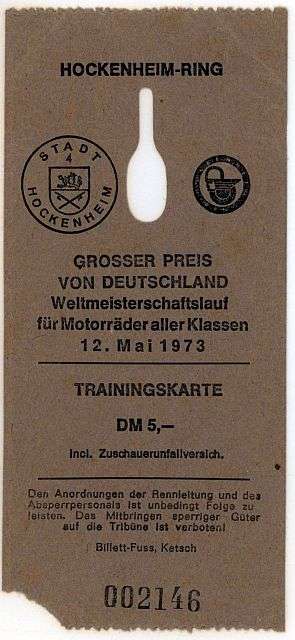 HOCKENHEIM-RING
STADT
4
HOCKENHEIM
GROSSER PREIS
VON DEUTSCHLAND
Weltmeisterschaftslauf
für Motorräder aller Klassen
12. Mai 1973
TRAININGSKARTE
DM 5,—
incl. Zuschauerunfallversich.
Den Anordnungen der Rennleitung und des
Absperrpersonals ist unbedingt Folge zu
leisten. Das Mitbringen sperriger Güter
auf die Tribüne ist verboten!
Billett-Fuss, Ketsch
002146